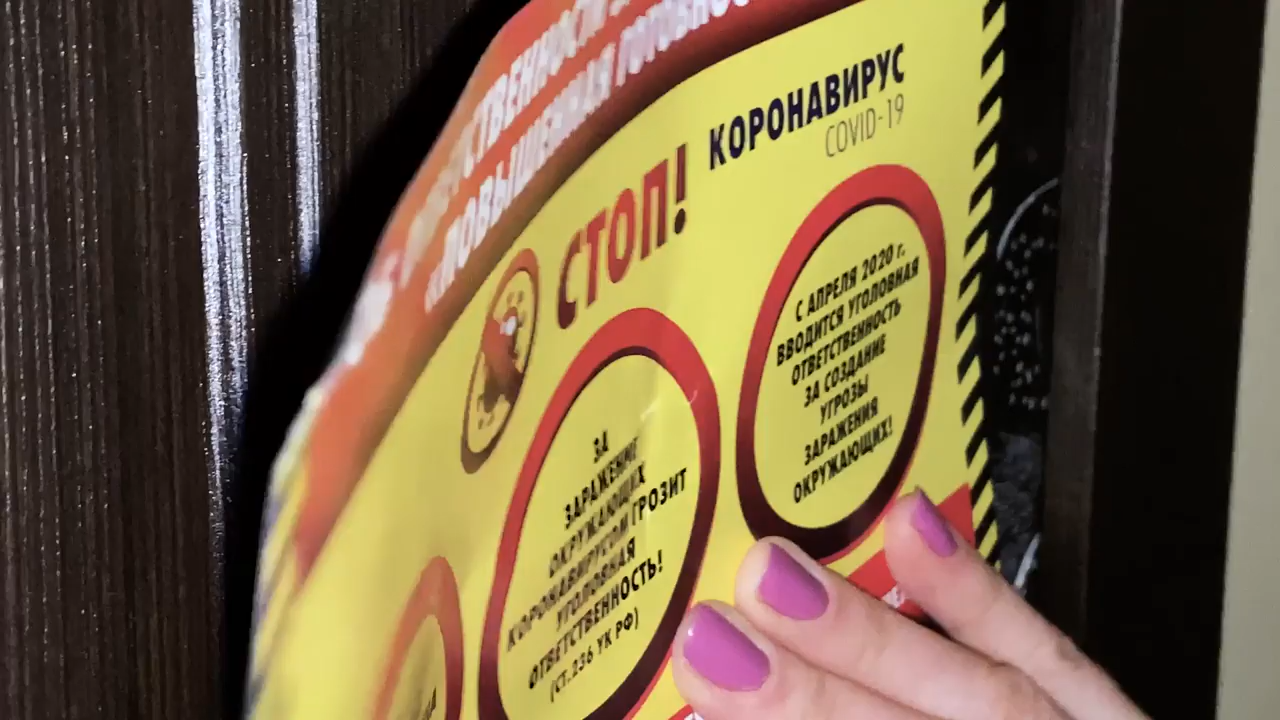 СТВЕННОСТИ
«ПОВЫШЕННАЯ
СТОП!
КОРОНАВИРУС
COVID-19
ЗА
ЗАРАЖЕНИЕ
ОКРУЖАЮЩИХ
КОРОНАВИРУСОМ ГРОЗИТ
УГОЛОВНАЯ
ОТВЕТСТВЕННОСТЬ!
(СТ.236 УК РФ)
С АПРЕЛЯ 2020 г.
ВВОДИТСЯ УГОЛОВНАЯ
ОТВЕТСТВЕННОСТЬ
ЗА СОЗДАНИЕ
УГРОЗЫ
ЗАРАЖЕНИЯ
ОКРУЖАЮЩИХ!